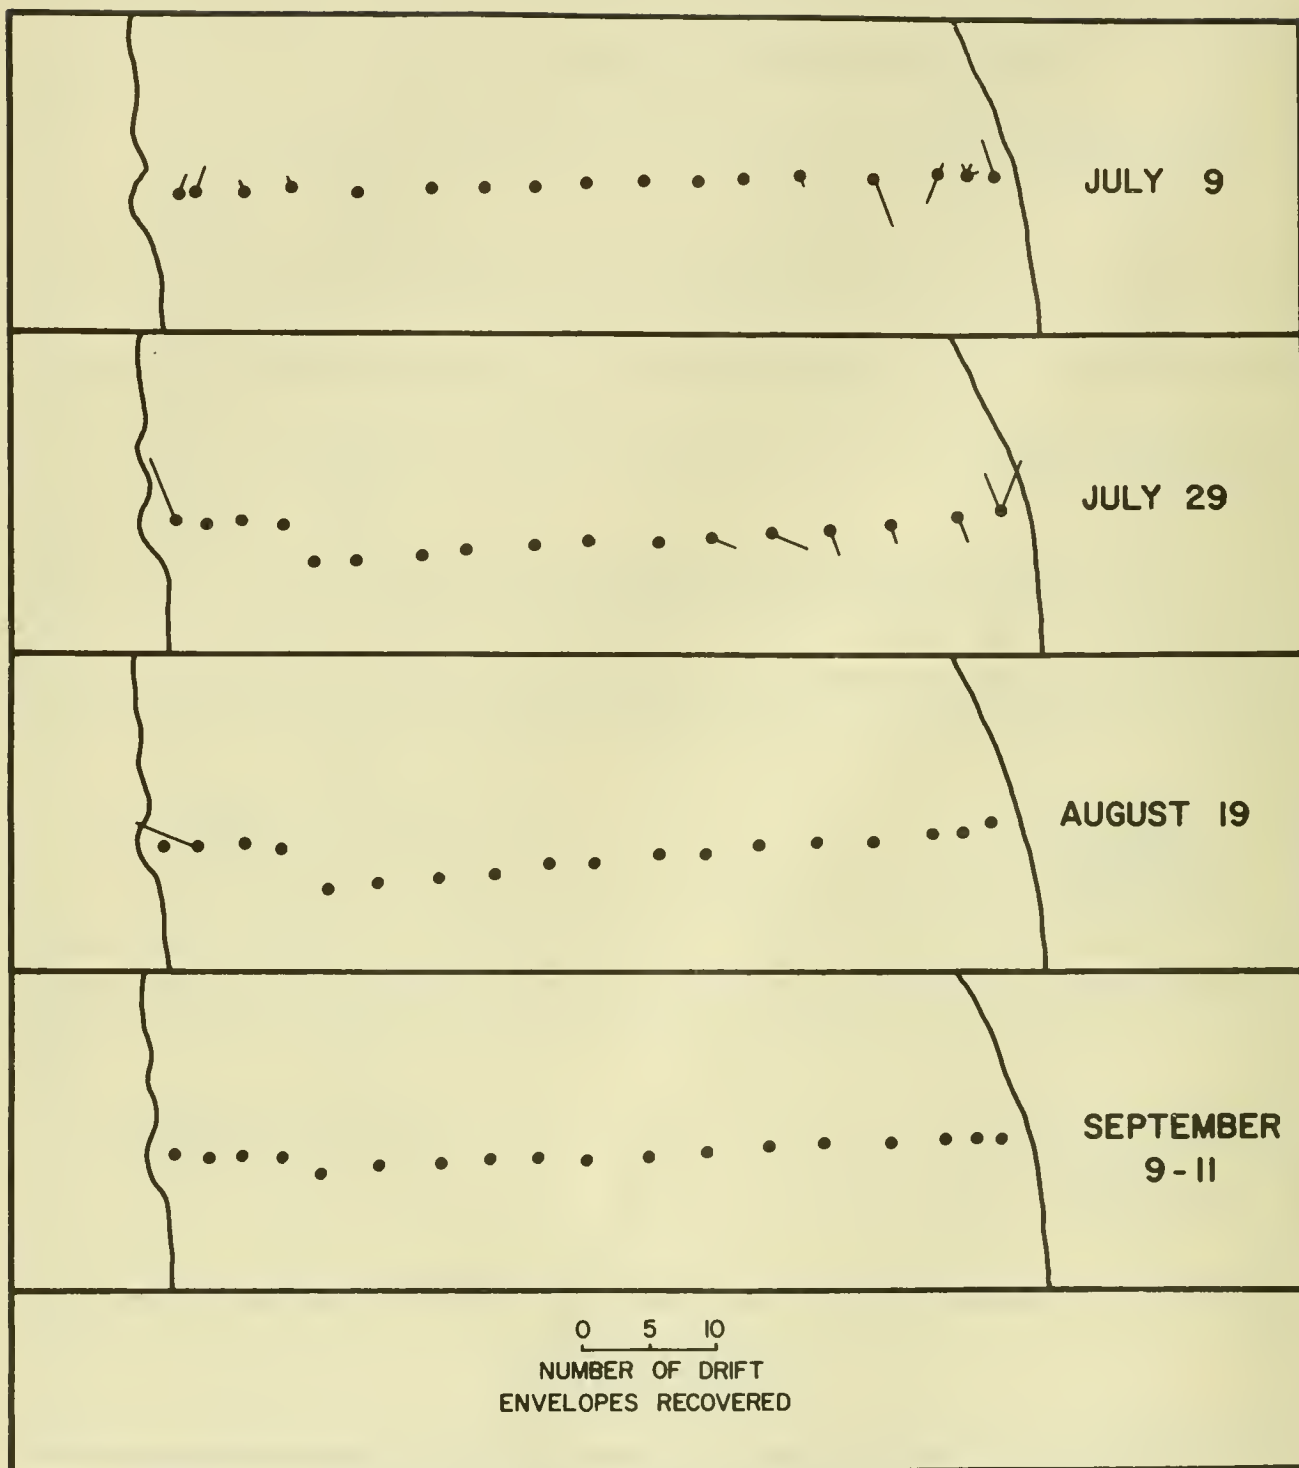 JULY 9
JULY 29
AUGUST 19
SEPTEMBER
9-11
0 5 10
NUMBER OF DRIFT
ENVELOPES RECOVERED